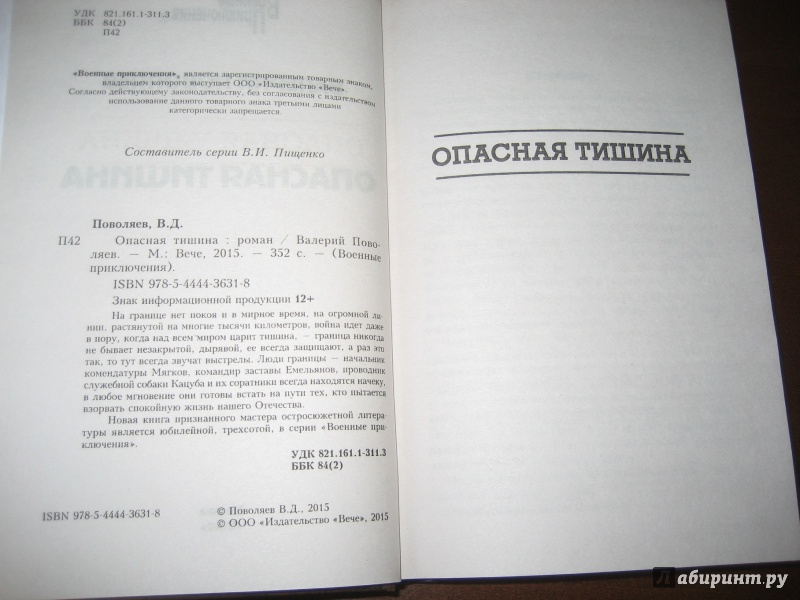 УДК 821.161.1-311.3
ББК 84(2)
П42
«Военные приключения», является зарегистрированным товарным знаком,
владельцем которого выступает ООО «Издательство «Вече».
Согласно действующему законодательству, без согласования с издательством
использование данного товарного знака третьими лицами
категорически запрещается.
Составитель серии В.И. Пищенко
Поволяев, В.Д.
П42 Опасная тишина : роман / Валерий Пово-
ляев. — М.: Вече, 2015. — 352 с. — (Военные
приключения).
ISBN 978-5-4444-3631-8
Знак информационной продукции 12+
На границе нет покоя и в мирное время, на огромной ли-
нии, растянутой на многие тысячи километров, война идет даже
в пору, когда над всем миром царит тишина, — граница никогда
не бывает незакрытой, дырявой, ее всегда защищают, а раз это
так, то тут всегда звучат выстрелы. Люди границы — начальник
комендатуры Мягков, командир заставы Емельянов, проводник
служебной собаки Кацуба и их соратники всегда находятся начеку,
в любое мгновение они готовы встать на пути тех, кто пытается
взорвать спокойную жизнь нашего Отечества.
Новая книга признанного мастера остросюжетной литера-
туры является юбилейной, трехсотой, в серии «Военные при-
ключения».
УДК 821.161.1-311.3
ББК 84(2)
ISBN 978-5-4444-3631-8
© Поволяев В.Д., 2015
© ООО «Издательство «Вече», 2015
ОПАСНАЯ ТИШИНА
Лабиринт.ру